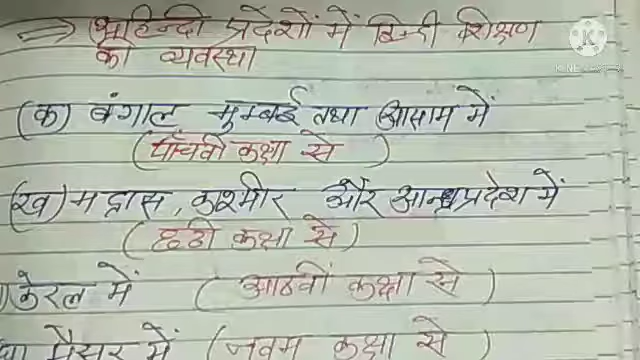 अहिन्दी प्रदेशों में हिन्दी शिक्षण
की व्यवस्था
(क) बंगाल मुम्बई तथा आसाम में
(पाँचवी कक्षा से)
(ख) मद्रास, कश्मीर और आन्ध्रप्रदेश में
(छठी कक्षा से)
केरल में (आठवीं कक्षा से)
मैसूर में (नवम कक्षा से)